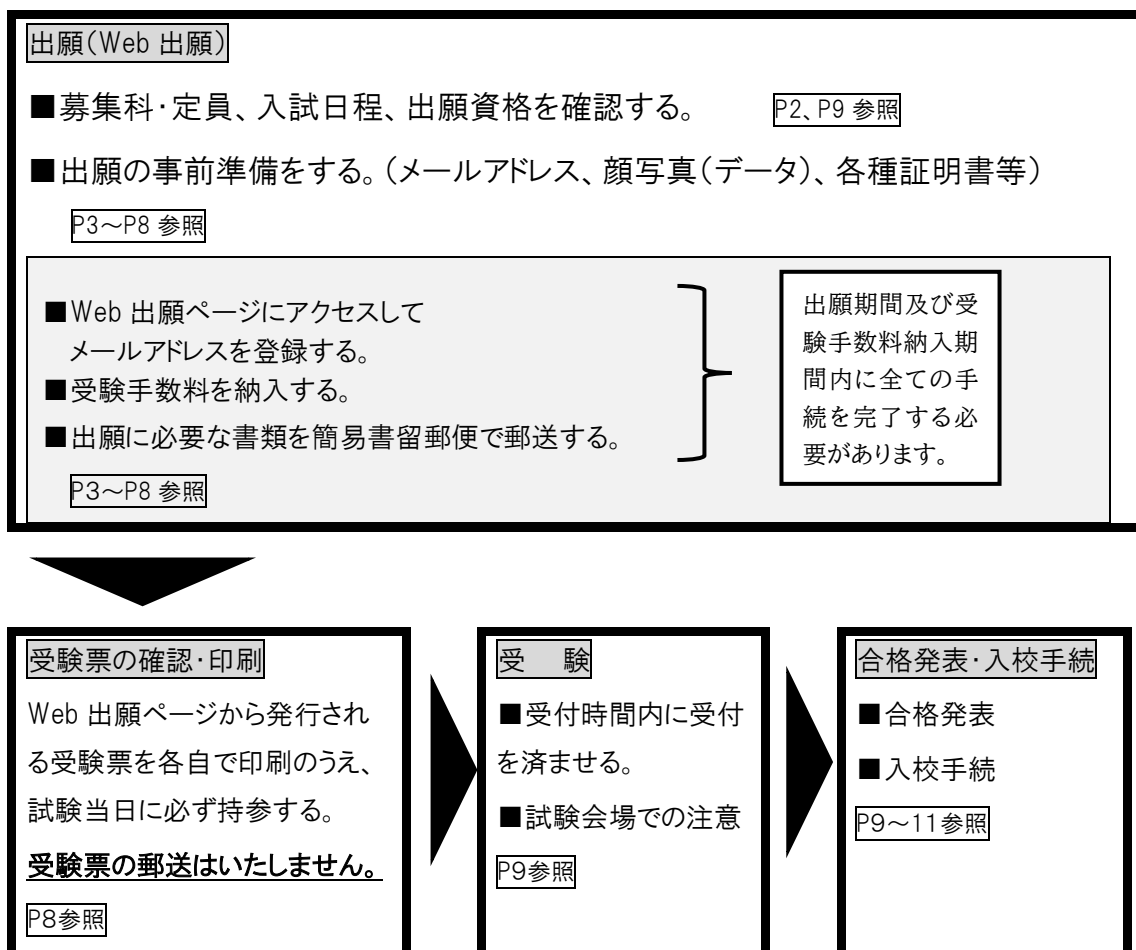 出願(Web 出願)
■募集科・定員、入試日程、出願資格を確認する。 P2、P9 参照
■出願の事前準備をする。(メールアドレス、顔写真(データ)、各種証明書等)
P3～P8 参照
■Web 出願ページにアクセスして
メールアドレスを登録する。
■受験手数料を納入する。
■出願に必要な書類を簡易書留郵便で郵送する。
P3～P8 参照
出願期間及び受
験手数料納入期
間内に全ての手
続を完了する必
要があります。
受験票の確認・印刷
Web 出願ページから発行され
る受験票を各自で印刷のうえ、
試験当日に必ず持参する。
受験票の郵送はいたしません。
P8参照
受　験
■受付時間内に受付
を済ませる。
■試験会場での注意
P9参照
合格発表・入校手続
■合格発表
■入校手続
P9～11参照